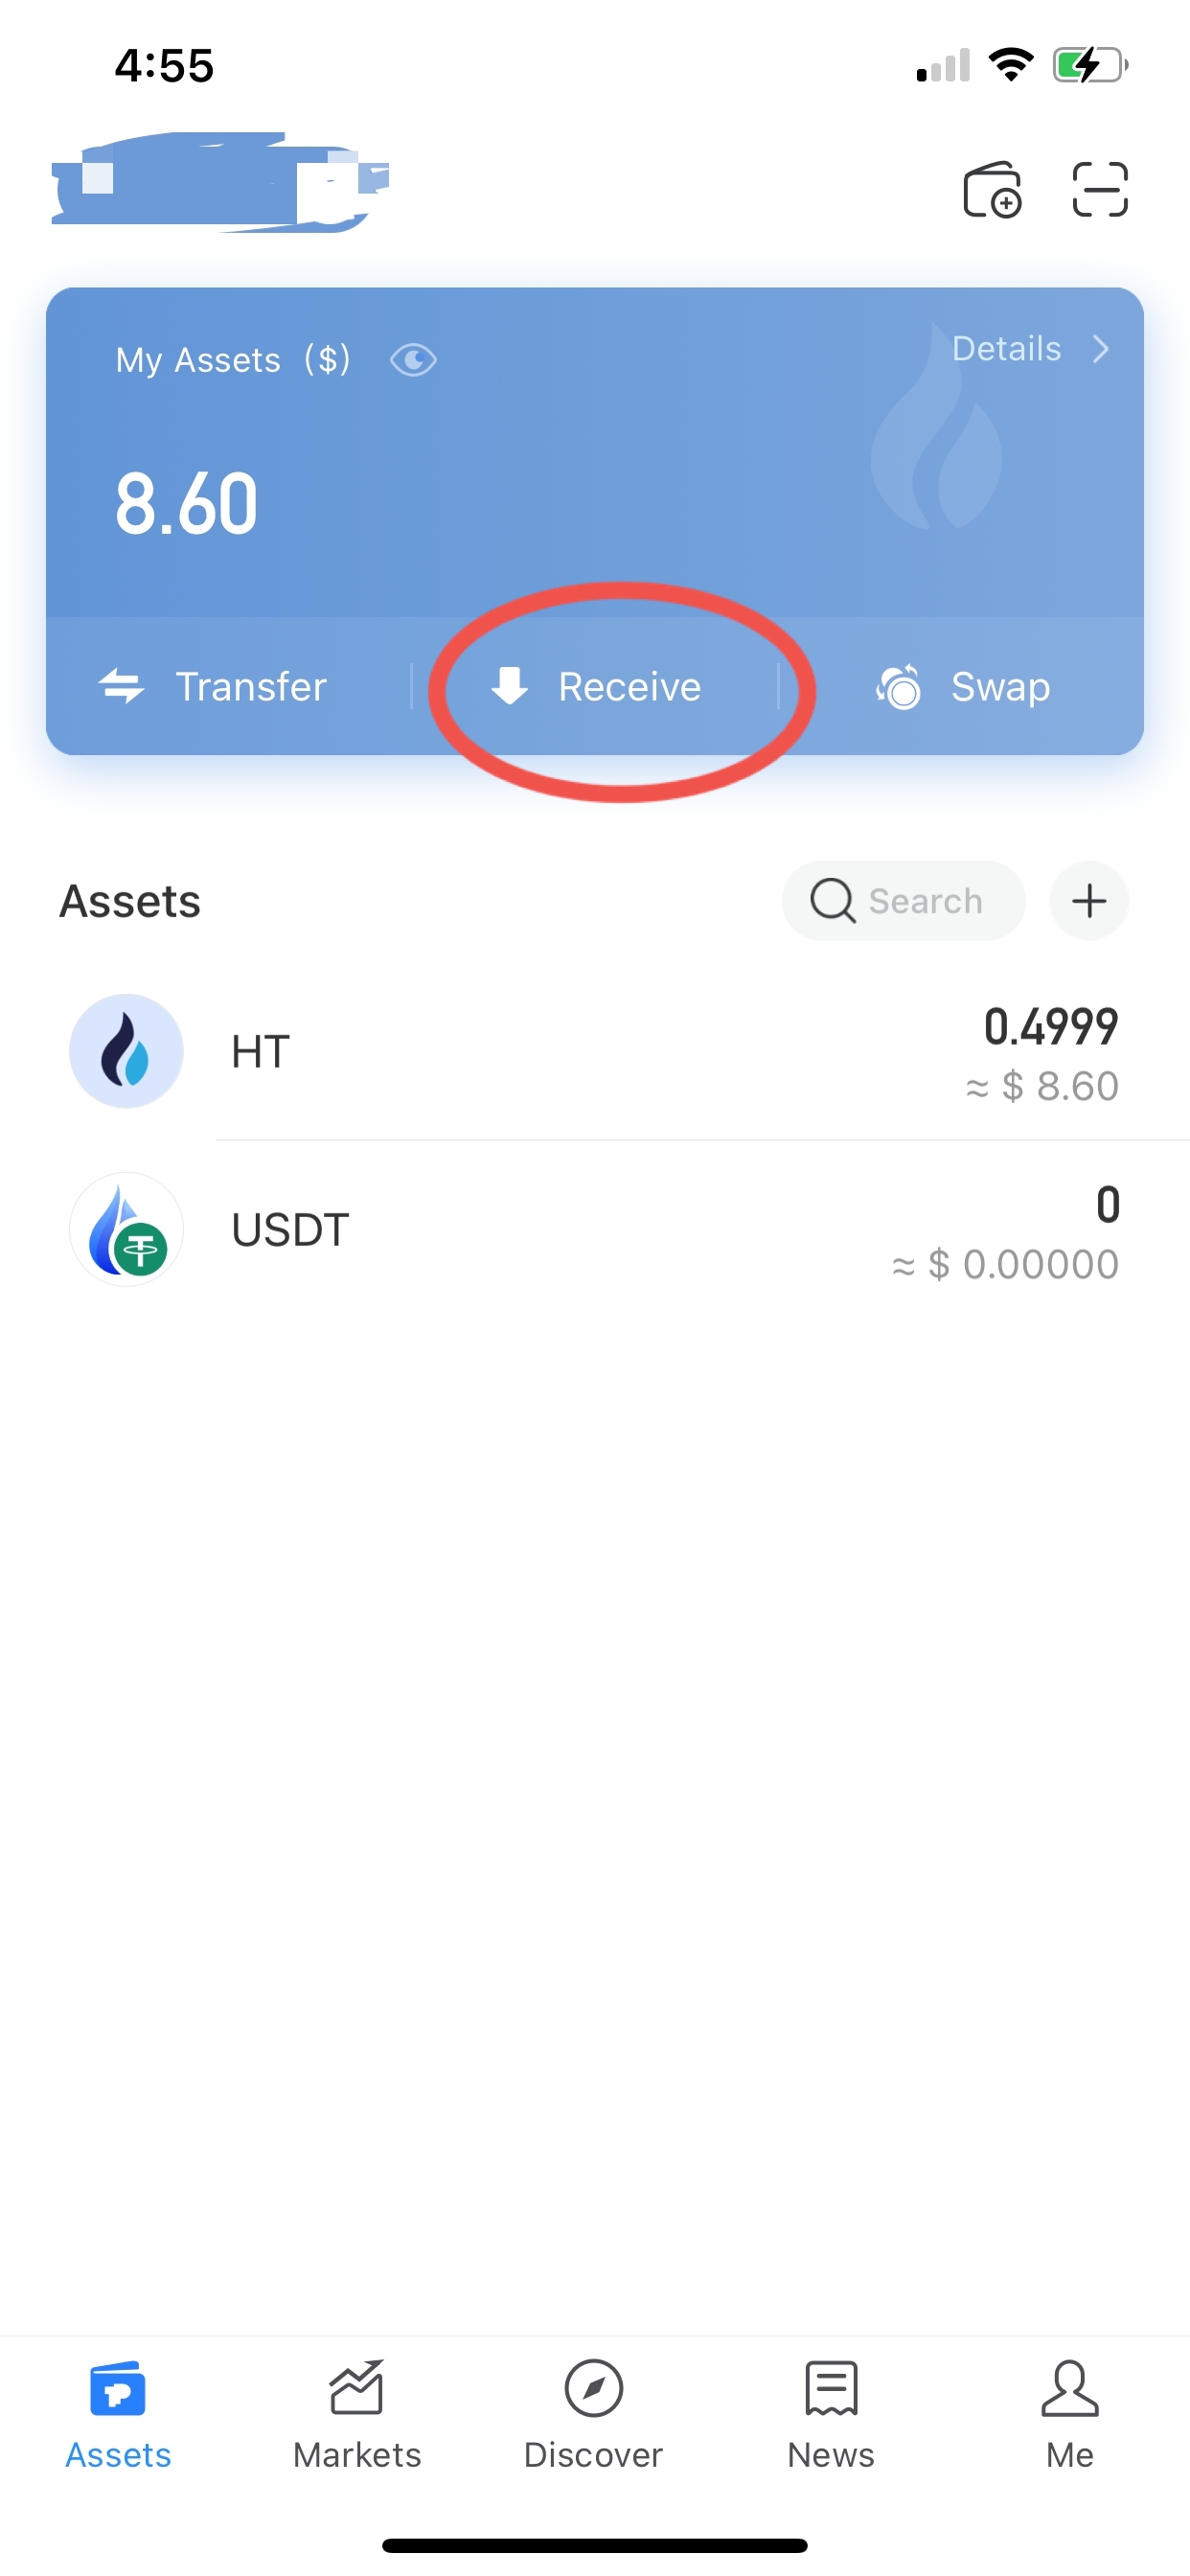 4:55
My Assets ($)
Details
8.60
Transfer
Receive
Swap
Assets
Search
HT
0.4999
≈ $ 8.60
USDT
0
≈ $ 0.00000
Assets
Markets
Discover
News
Me